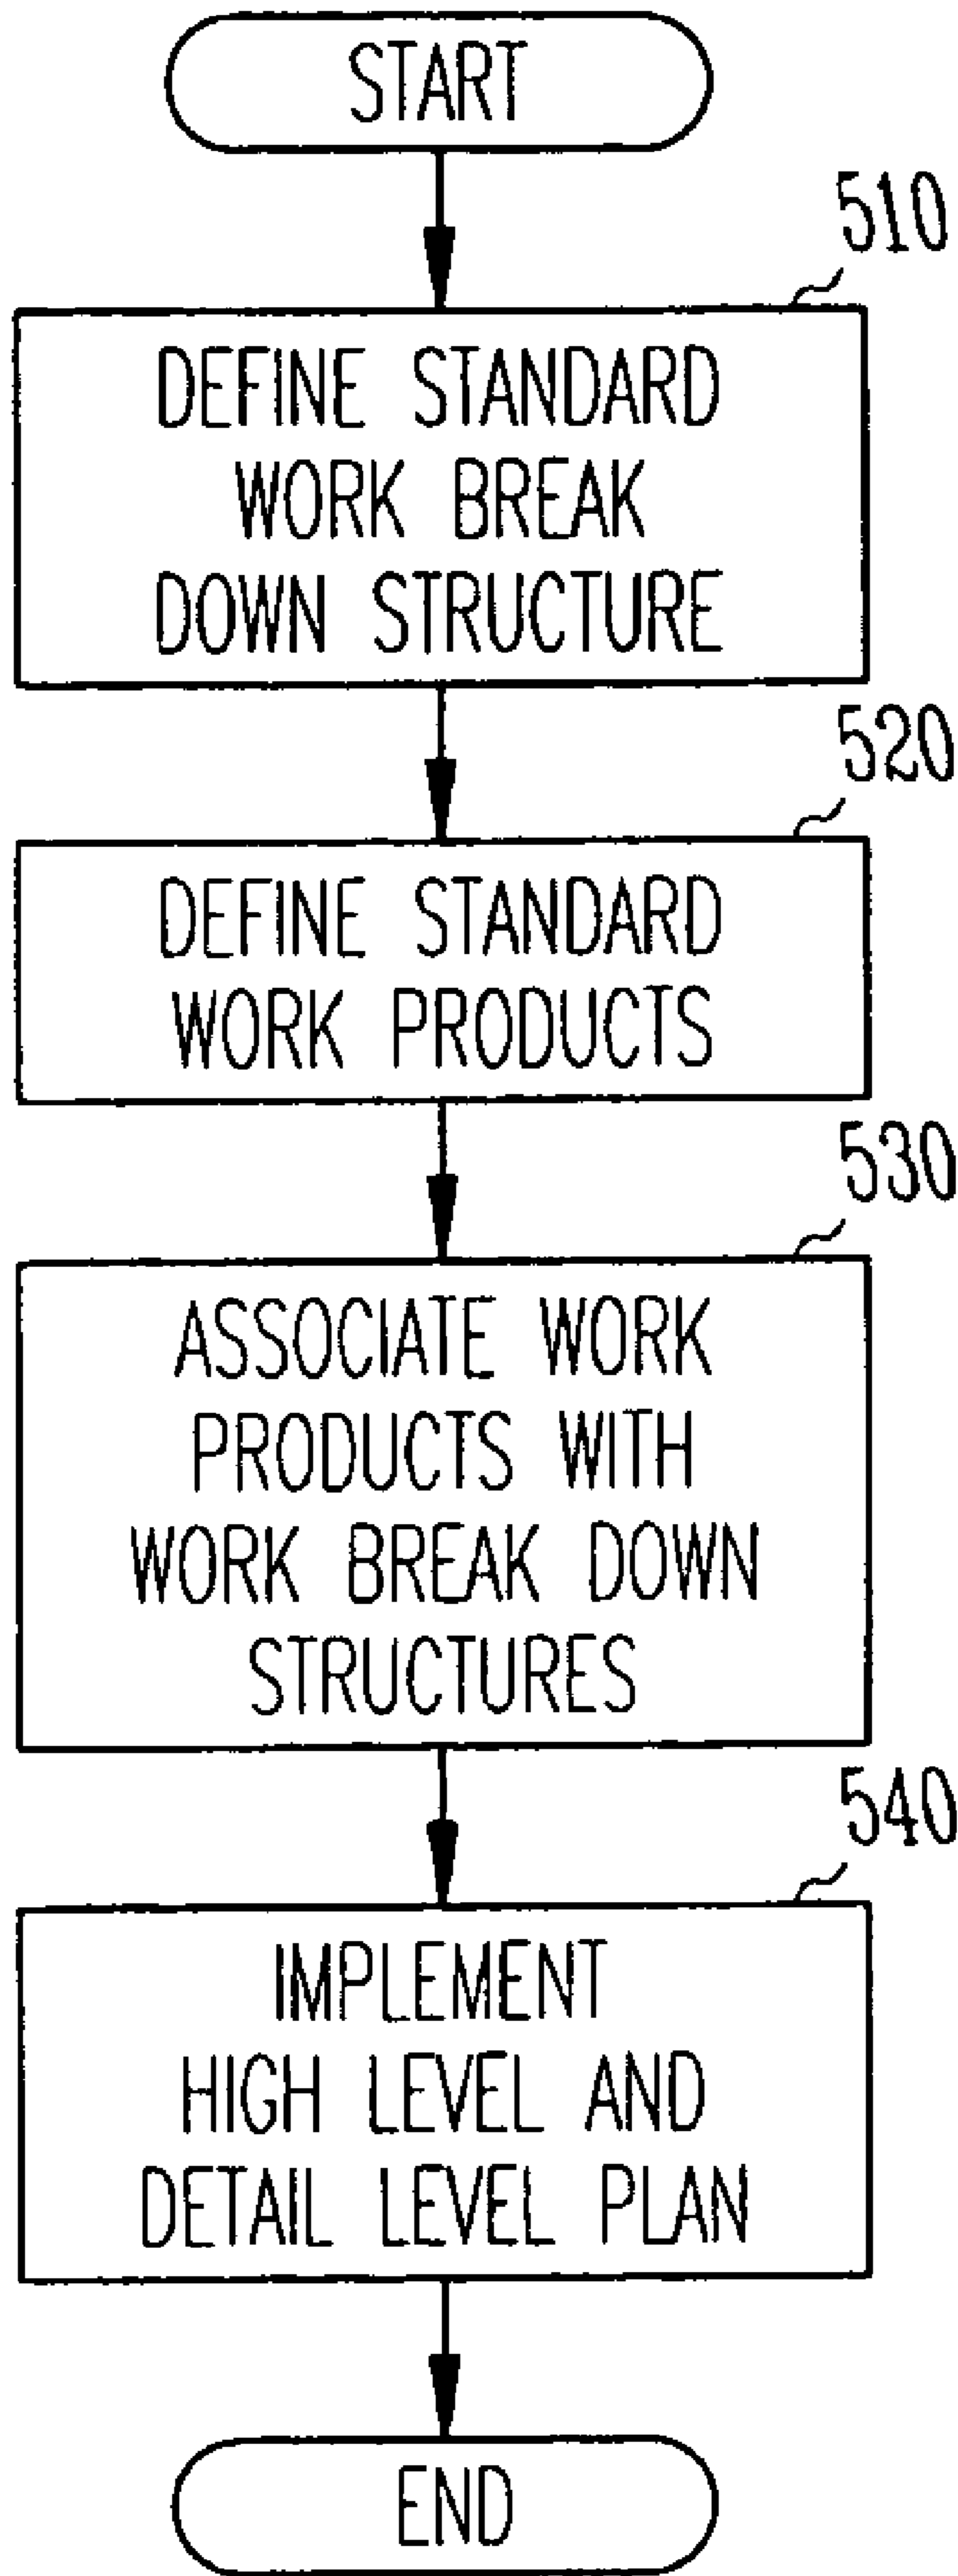 START
510
DEFINE STANDARD
WORK BREAK
DOWN STRUCTURE
520
DEFINE STANDARD
WORK PRODUCTS
530
ASSOCIATE WORK
PRODUCTS WITH
WORK BREAK DOWN
STRUCTURES
540
IMPLEMENT
HIGH LEVEL AND
DETAIL LEVEL PLAN
END